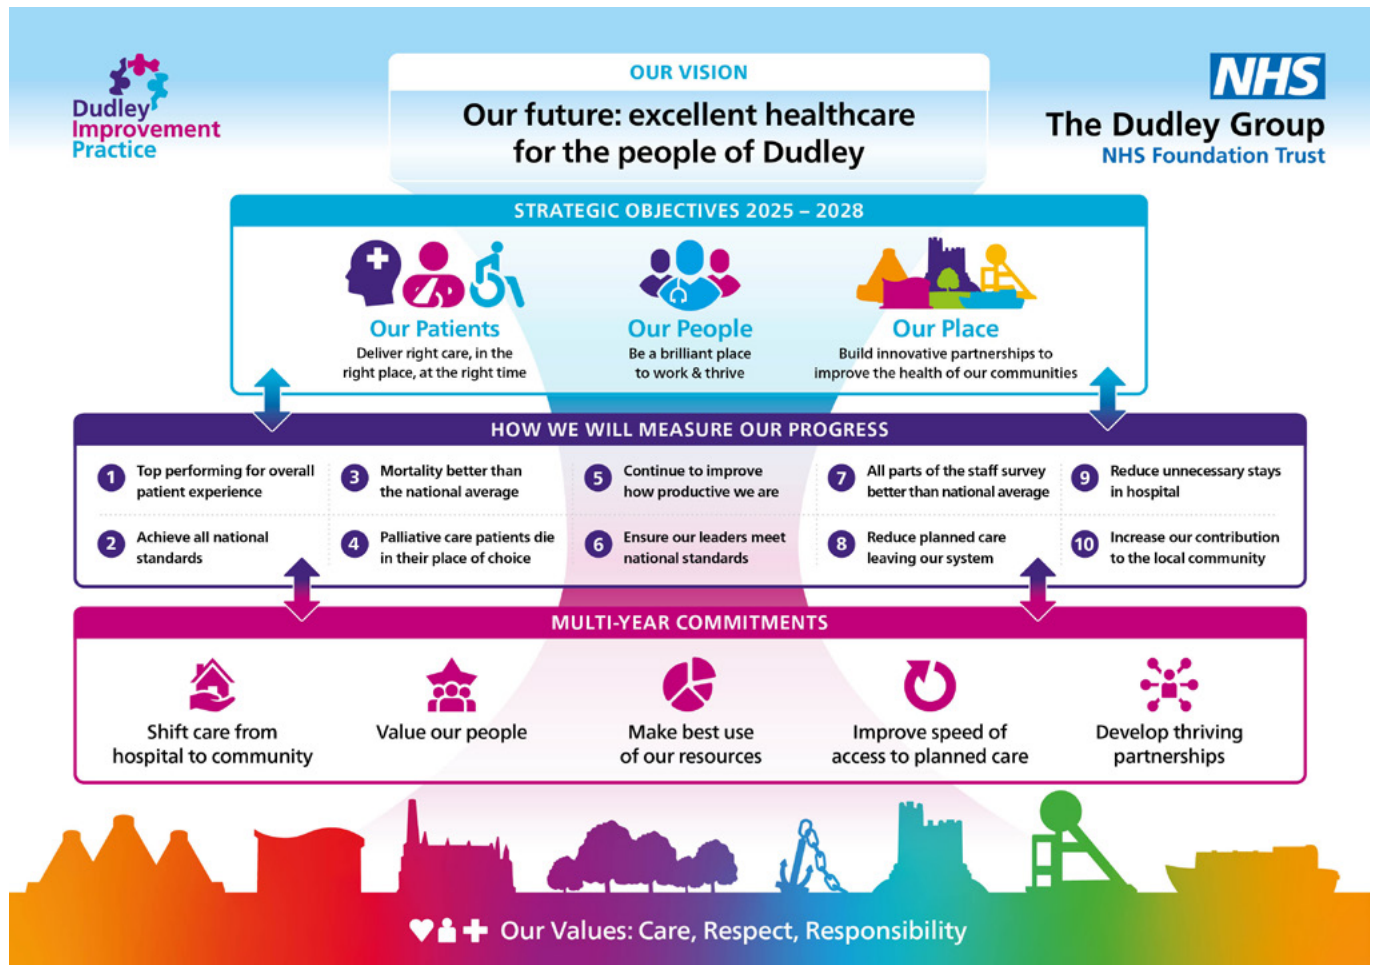 Dudley
Improvement
Practice
OUR VISION
Our future: excellent healthcare
for the people of Dudley
NHS
The Dudley Group
NHS Foundation Trust
STRATEGIC OBJECTIVES 2025 – 2028
Our Patients
Deliver right care, in the
right place, at the right time
Our People
Be a brilliant place
to work & thrive
Our Place
Build innovative partnerships to
improve the health of our communities
HOW WE WILL MEASURE OUR PROGRESS
1 Top performing for overall
patient experience
2 Achieve all national
standards
3 Mortality better than
the national average
4 Palliative care patients die
in their place of choice
5 Continue to improve
how productive we are
6 Ensure our leaders meet
national standards
7 All parts of the staff survey
better than national average
8 Reduce planned care
leaving our system
9 Reduce unnecessary stays
in hospital
10 Increase our contribution
to the local community
MULTI-YEAR COMMITMENTS
Shift care from
hospital to community
Value our people
Make best use
of our resources
Improve speed of
access to planned care
Develop thriving
partnerships
Our Values: Care, Respect, Responsibility